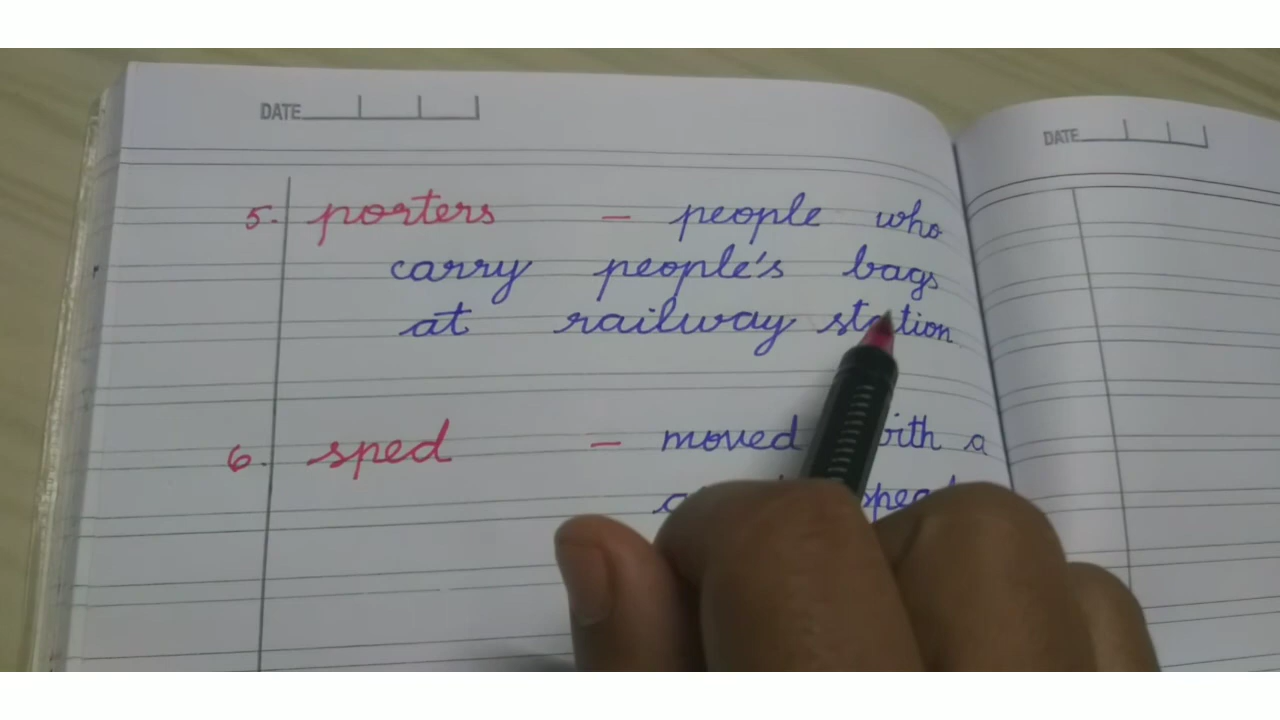 DATE
DATE
5. porters – people who
carry people's bags
at railway station
6. sped – moved with a